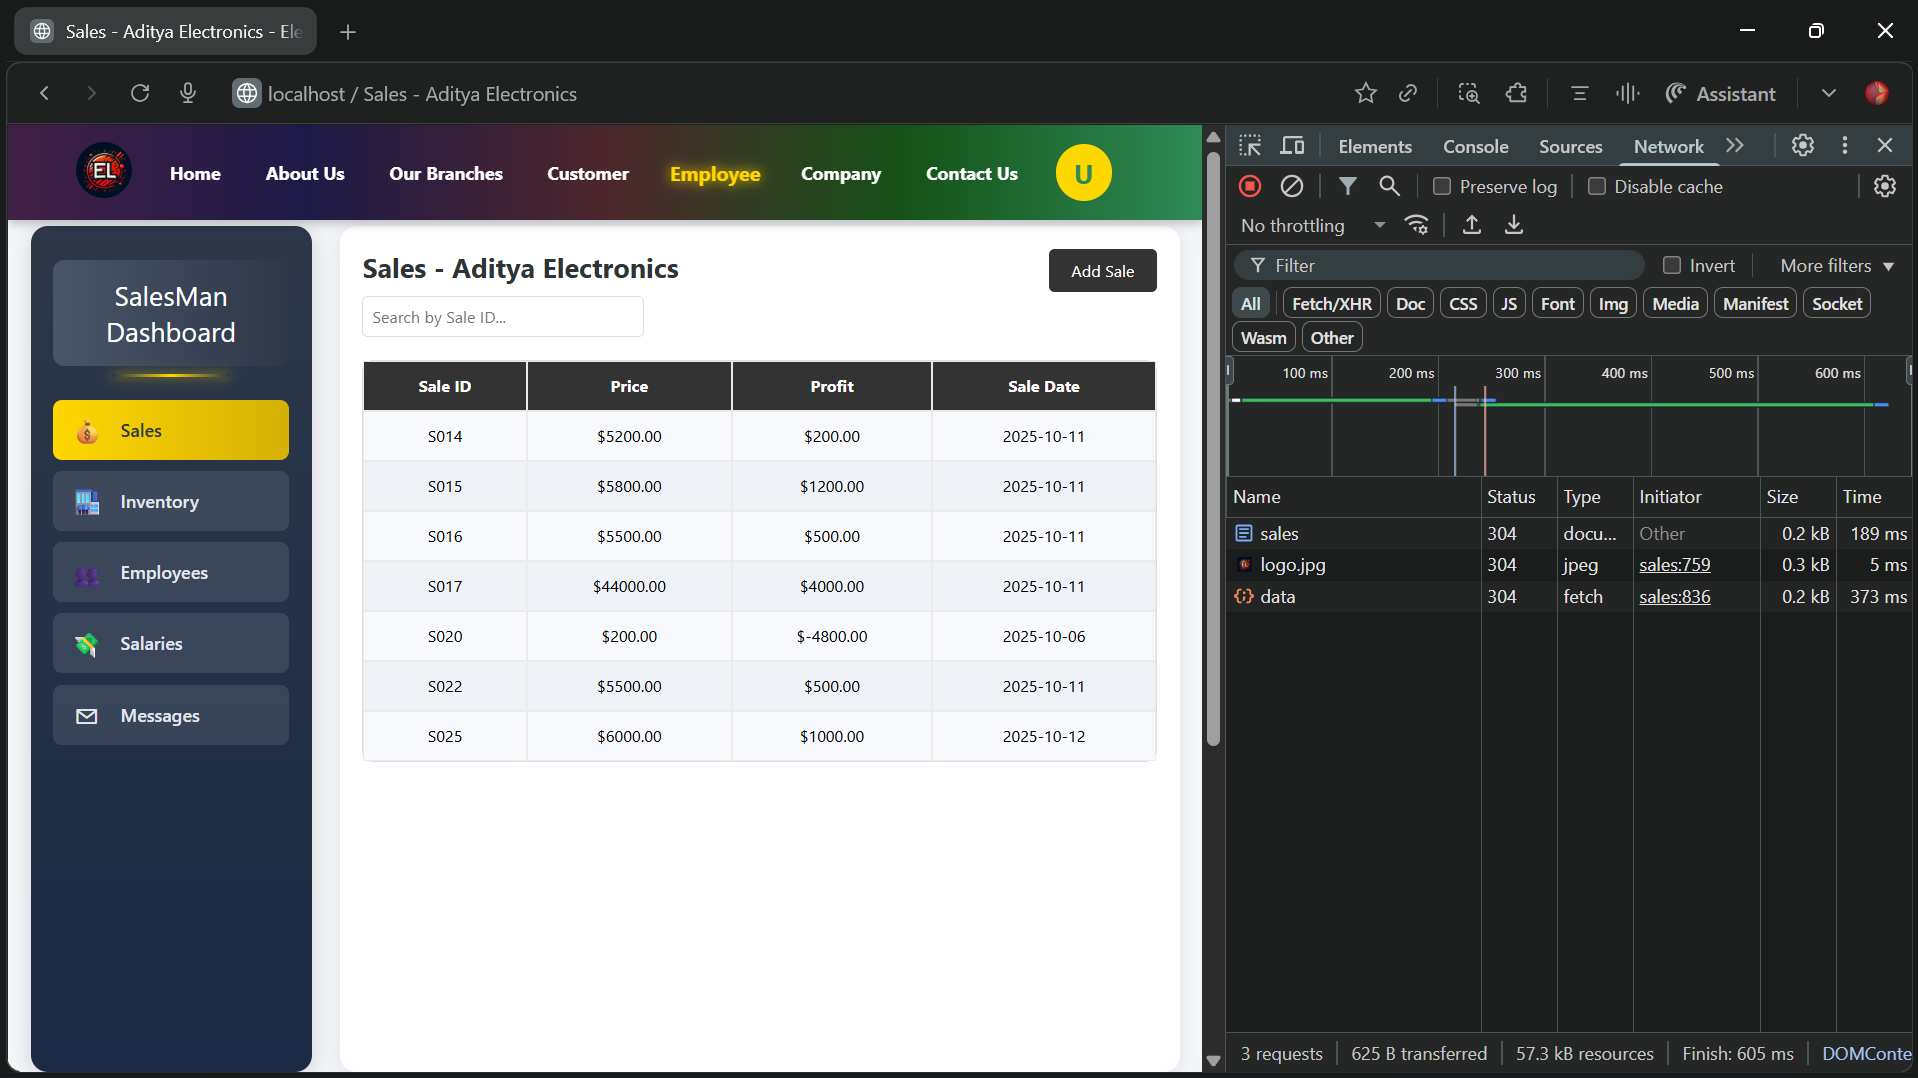 Sales - Aditya Electronics - Ele
localhost / Sales - Aditya Electronics
Assistant
EL
Home
About Us
Our Branches
Customer
Employee
Company
Contact Us
U
SalesMan
Dashboard
Sales
Inventory
Employees
Salaries
Messages
Sales - Aditya Electronics
Add Sale
Search by Sale ID...
Sale ID Price Profit Sale Date
S014 $5200.00 $200.00 2025-10-11
S015 $5800.00 $1200.00 2025-10-11
S016 $5500.00 $500.00 2025-10-11
S017 $44000.00 $4000.00 2025-10-11
S020 $200.00 $-4800.00 2025-10-06
S022 $5500.00 $500.00 2025-10-11
S025 $6000.00 $1000.00 2025-10-12
Elements Console Sources Network
Preserve log Disable cache
No throttling
Filter Invert More filters
All Fetch/XHR Doc CSS JS Font Img Media Manifest Socket
Wasm Other
100 ms 200 ms 300 ms 400 ms 500 ms 600 ms
Name Status Type Initiator Size Time
sales 304 docu... Other 0.2 kB 189 ms
logo.jpg 304 jpeg sales:759 0.3 kB 5 ms
data 304 fetch sales:836 0.2 kB 373 ms
3 requests 625 B transferred 57.3 kB resources Finish: 605 ms DOMConte